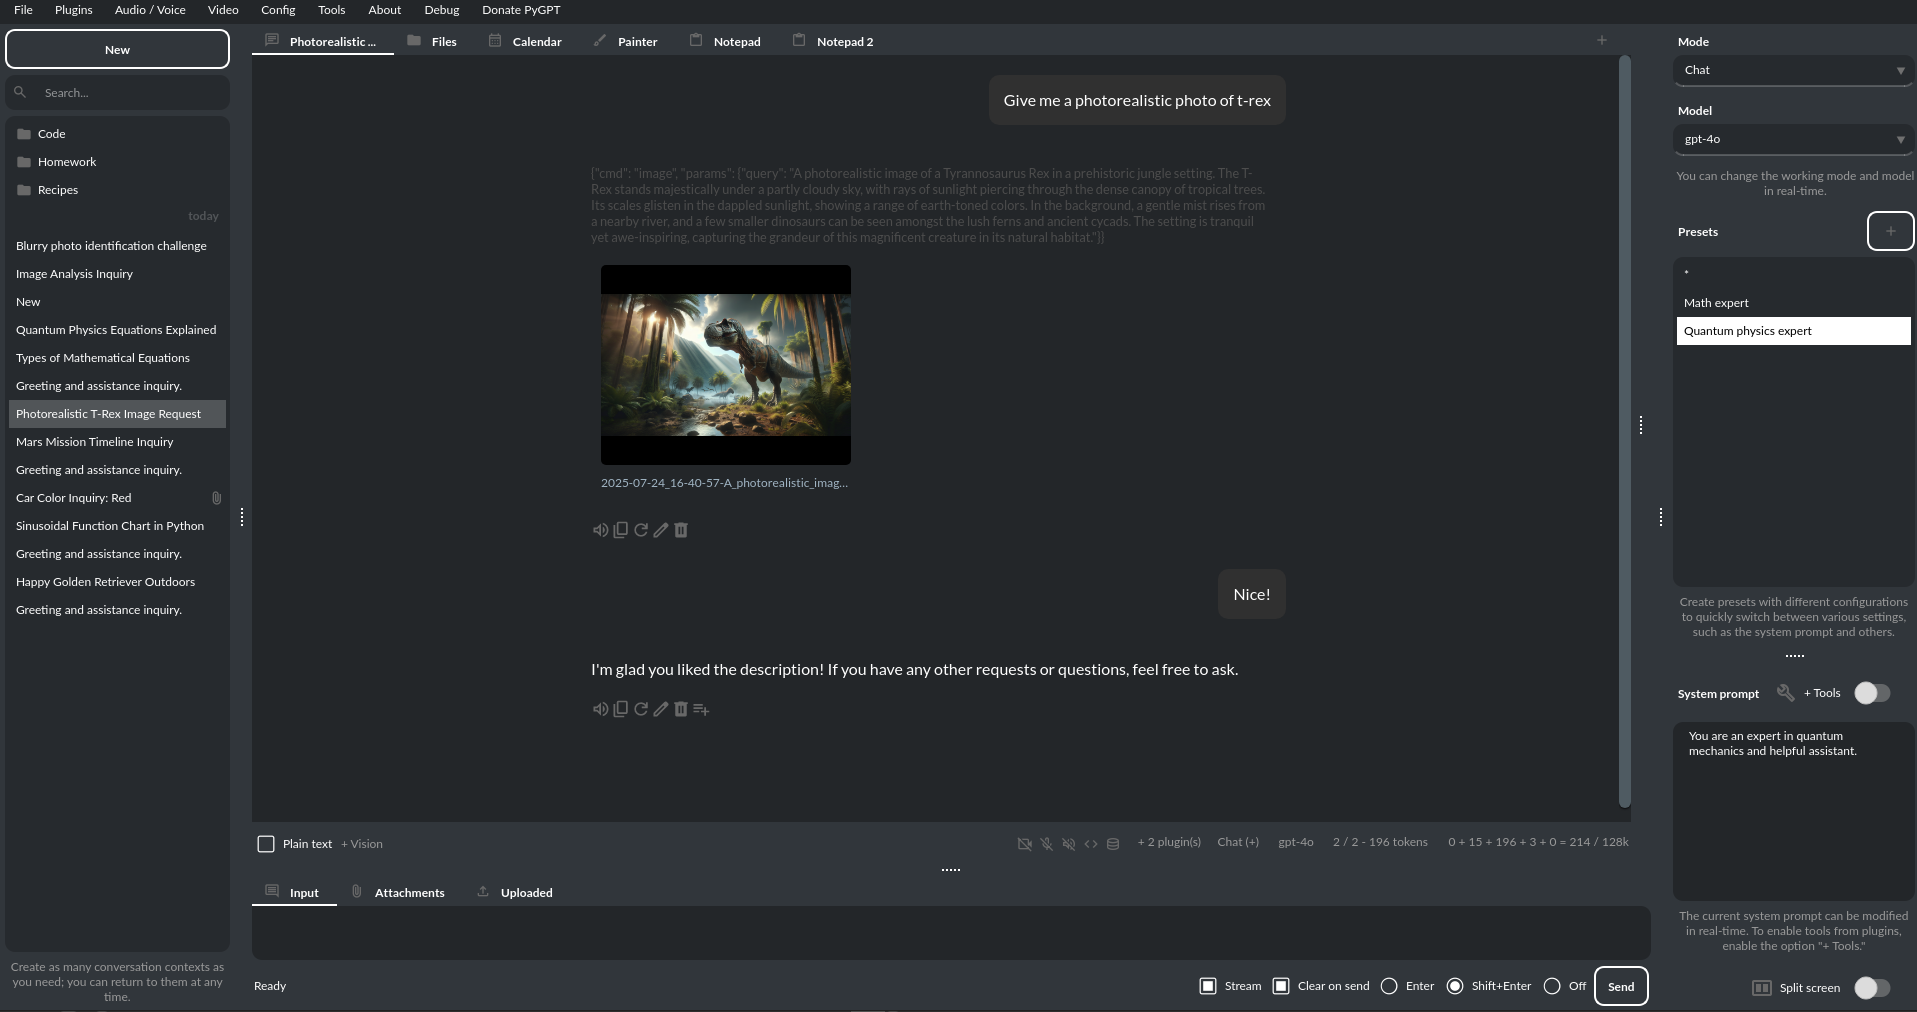 File Plugins Audio / Voice Video Config Tools About Debug Donate PyGPT
New
Search...
Code
Homework
Recipes
today
Blurry photo identification challenge
Image Analysis Inquiry
New
Quantum Physics Equations Explained
Types of Mathematical Equations
Greeting and assistance inquiry.
Photorealistic T-Rex Image Request
Mars Mission Timeline Inquiry
Greeting and assistance inquiry.
Car Color Inquiry: Red
Sinusoidal Function Chart in Python
Greeting and assistance inquiry.
Happy Golden Retriever Outdoors
Greeting and assistance inquiry.
Create as many conversation contexts as
you need; you can return to them at any
time.
Photorealistic ... Files Calendar Painter Notepad Notepad 2 +
Give me a photorealistic photo of t-rex
{"cmd": "image", "params": {"query": "A photorealistic image of a Tyrannosaurus Rex in a prehistoric jungle setting. The T-
Rex stands majestically under a partly cloudy sky, with rays of sunlight piercing through the dense canopy of tropical trees.
Its scales glisten in the dappled sunlight, showing a range of earth-toned colors. In the background, a gentle mist rises from
a nearby river, and a few smaller dinosaurs can be seen amongst the lush ferns and ancient cycads. The setting is tranquil
yet awe-inspiring, capturing the grandeur of this magnificent creature in its natural habitat."}}
2025-07-24_16-40-57-A_photorealistic_imag...
Nice!
I'm glad you liked the description! If you have any other requests or questions, feel free to ask.
Plain text + Vision
+ 2 plugin(s) Chat (+) gpt-4o 2 / 2 - 196 tokens 0 + 15 + 196 + 3 + 0 = 214 / 128k
Input Attachments Uploaded
Ready
Stream Clear on send Enter Shift+Enter Off Send
Mode
Chat
Model
gpt-4o
You can change the working mode and model
in real-time.
Presets +
*
Math expert
Quantum physics expert
Create presets with different configurations
to quickly switch between various settings,
such as the system prompt and others.
System prompt + Tools
You are an expert in quantum
mechanics and helpful assistant.
The current system prompt can be modified
in real-time. To enable tools from plugins,
enable the option "+ Tools."
Split screen